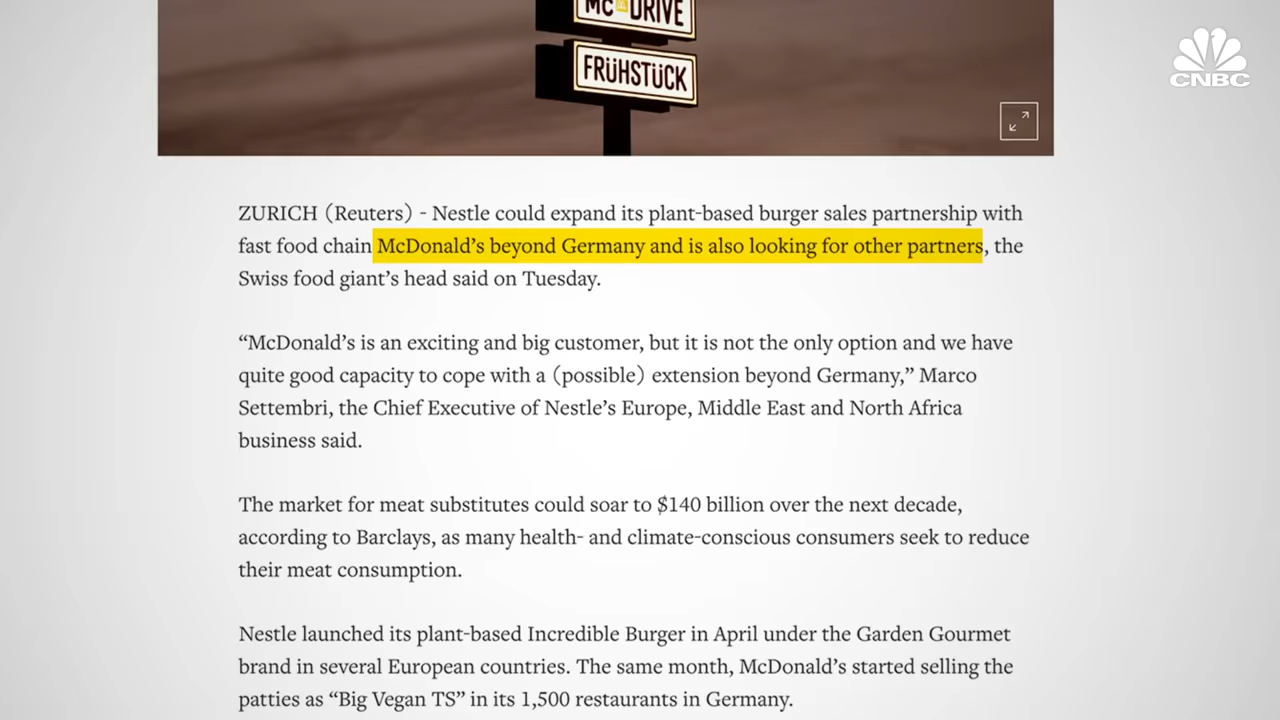 Mc DRIVE
FRÜHSTÜCK
CNBC
ZURICH (Reuters) - Nestle could expand its plant-based burger sales partnership with
fast food chain McDonald’s beyond Germany and is also looking for other partners, the
Swiss food giant’s head said on Tuesday.
“McDonald’s is an exciting and big customer, but it is not the only option and we have
quite good capacity to cope with a (possible) extension beyond Germany,” Marco
Settembri, the Chief Executive of Nestle’s Europe, Middle East and North Africa
business said.
The market for meat substitutes could soar to $140 billion over the next decade,
according to Barclays, as many health- and climate-conscious consumers seek to reduce
their meat consumption.
Nestle launched its plant-based Incredible Burger in April under the Garden Gourmet
brand in several European countries. The same month, McDonald’s started selling the
patties as “Big Vegan TS” in its 1,500 restaurants in Germany.